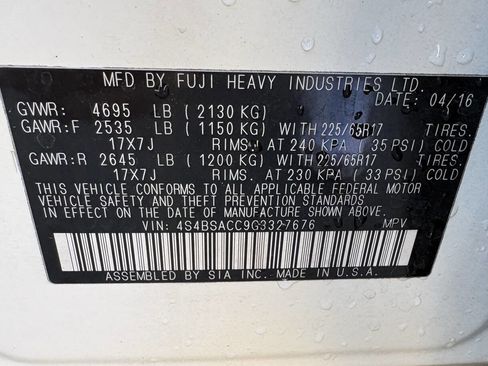 MFD BY FUJI HEAVY INDUSTRIES LTD.
DATE: 04/16
GVWR: 4695 LB (2130 KG)
GAWR:F 2535 LB (1150 KG) WITH 225/65R17 TIRES.
17X7J RIMS. AT 240 KPA (35 PSI) COLD
GAWR:R 2645 LB (1200 KG) WITH 225/65R17 TIRES.
17X7J RIMS. AT 230 KPA (33 PSI) COLD
THIS VEHICLE CONFORMS TO ALL APPLICABLE FEDERAL MOTOR
VEHICLE SAFETY AND THEFT PREVENTION STANDARDS
IN EFFECT ON THE DATE OF MANUFACTURE SHOWN ABOVE.
VIN: 4S4BSACC9G3327676 MPV
ASSEMBLED BY SIA INC. MADE IN U.S.A.